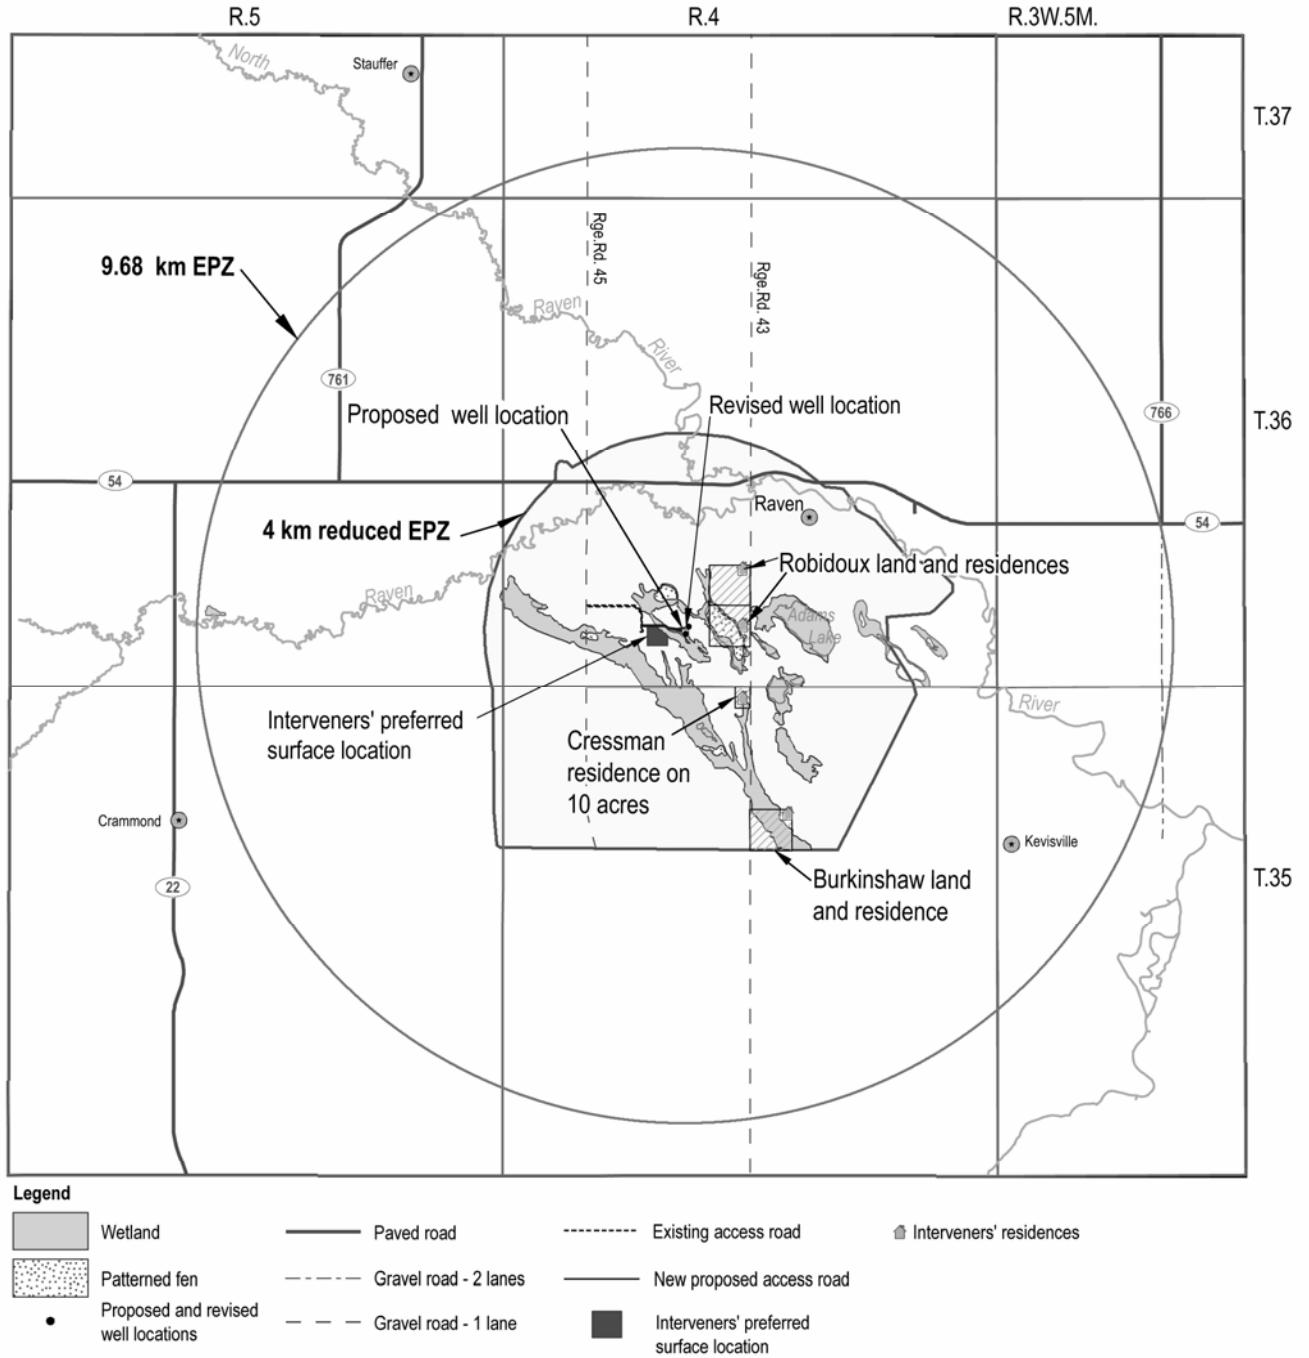 R.5
R.4
R.3W.5M.
North
Stauffer
T.37
Rge.Rd. 45
9.68 km EPZ
Rge.Rd. 43
Raven
River
761
Proposed well location
Revised well location
766
T.36
54
Raven
4 km reduced EPZ
54
Robidoux land and residences
Raven
Adams
Lake
Interveners' preferred
surface location
River
Cressman
residence on
10 acres
Crammond
Kevisville
22
Burkinshaw land
and residence
T.35
Legend
Wetland
Paved road
Existing access road
Interveners' residences
Patterned fen
Gravel road - 2 lanes
New proposed access road
Proposed and revised
well locations
Gravel road - 1 lane
Interveners' preferred
surface location